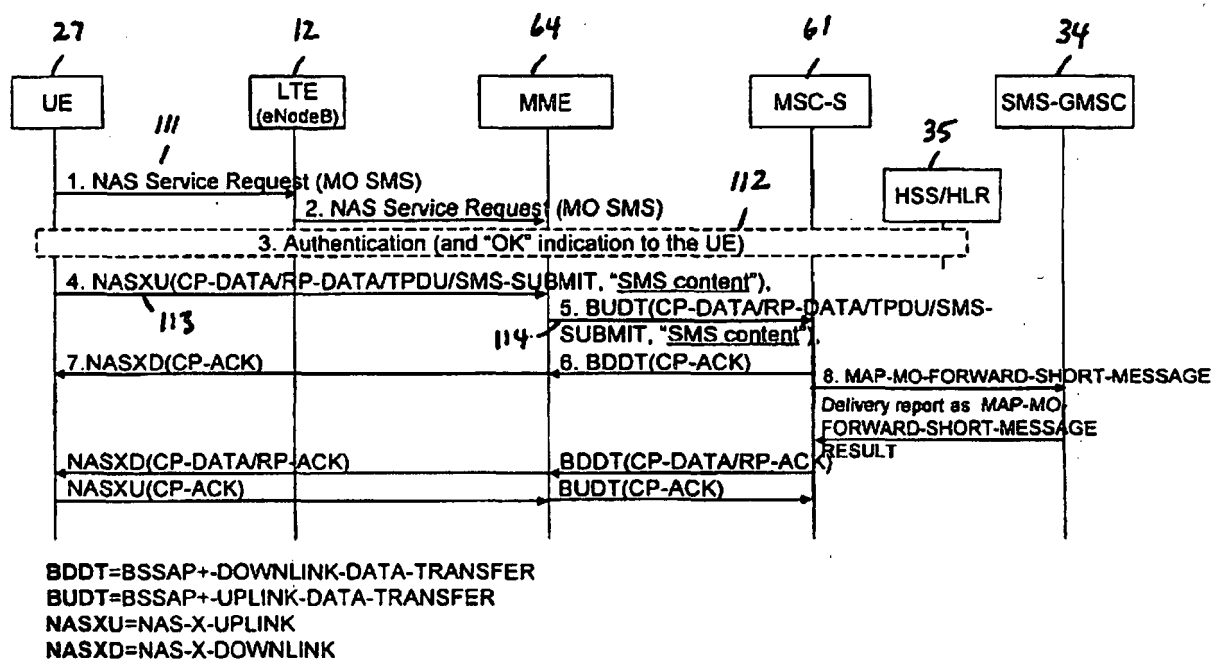 27
12
64
61
34
UE
LTE
(eNodeB)
MME
MSC-S
SMS-GMSC
111
35
112
HSS/HLR
1. NAS Service Request (MO SMS)
2. NAS Service Request (MO SMS)
3. Authentication (and "OK" indication to the UE)
4. NASXU(CP-DATA/RP-DATA/TPDU/SMS-SUBMIT, "SMS content"),
113
5. BUDT(CP-DATA/RP-DATA/TPDU/SMS-
SUBMIT, "SMS content"),
114
7.NASXD(CP-ACK)
6. BDDT(CP-ACK)
8. MAP-MO-FORWARD-SHORT-MESSAGE
Delivery report as MAP-MO-
FORWARD-SHORT-MESSAGE
RESULT
NASXD(CP-DATA/RP-ACK)
BDDT(CP-DATA/RP-ACK)
NASXU(CP-ACK)
BUDT(CP-ACK)
BDDT=BSSAP+-DOWNLINK-DATA-TRANSFER
BUDT=BSSAP+-UPLINK-DATA-TRANSFER
NASXU=NAS-X-UPLINK
NASXD=NAS-X-DOWNLINK